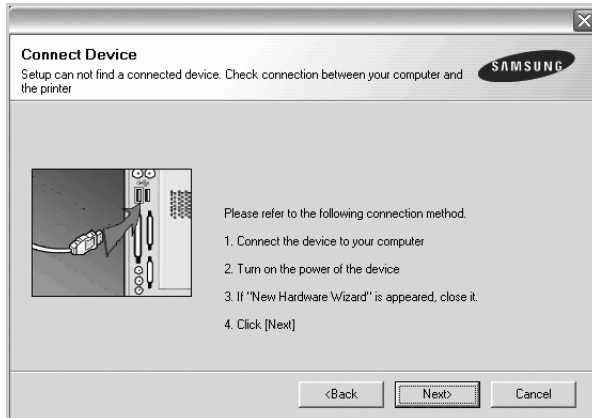 Connect Device
Setup can not find a connected device. Check connection between your computer and
the printer
SAMSUNG
Please refer to the following connection method.
1. Connect the device to your computer
2. Turn on the power of the device
3. If "New Hardware Wizard" is appeared, close it.
4. Click [Next]
<Back
Next>
Cancel